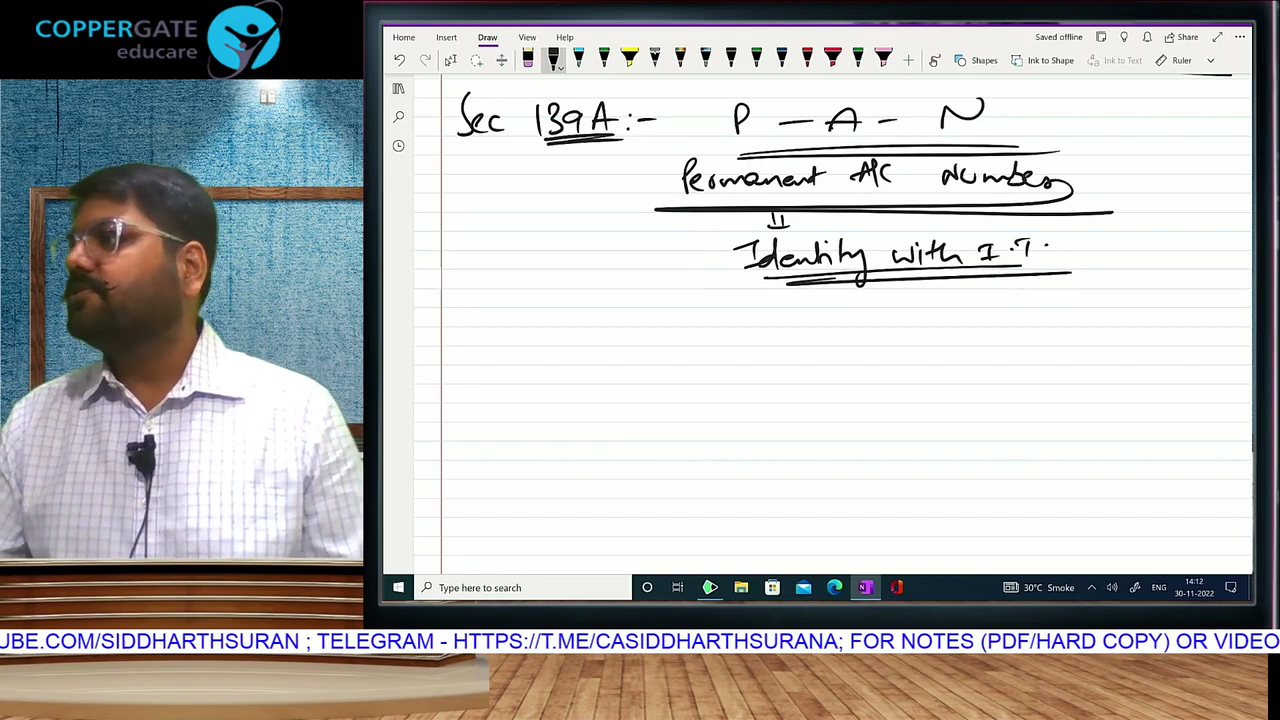 COPPERGATE
educare
Home Insert Draw View Help
Saved offline
Share
Shapes
Ink to Shape
Ink to Text
Ruler
Sec 139A :- P - A - N
Permanent A/c Number
Identity with I.T.
Type here to search
30°C Smoke
ENG
14:12
30-11-2022
UBE.COM/SIDDHARTHSURAN ; TELEGRAM - HTTPS://T.ME/CASIDDHARTHSURANA; FOR NOTES (PDF/HARD COPY) OR VIDEO